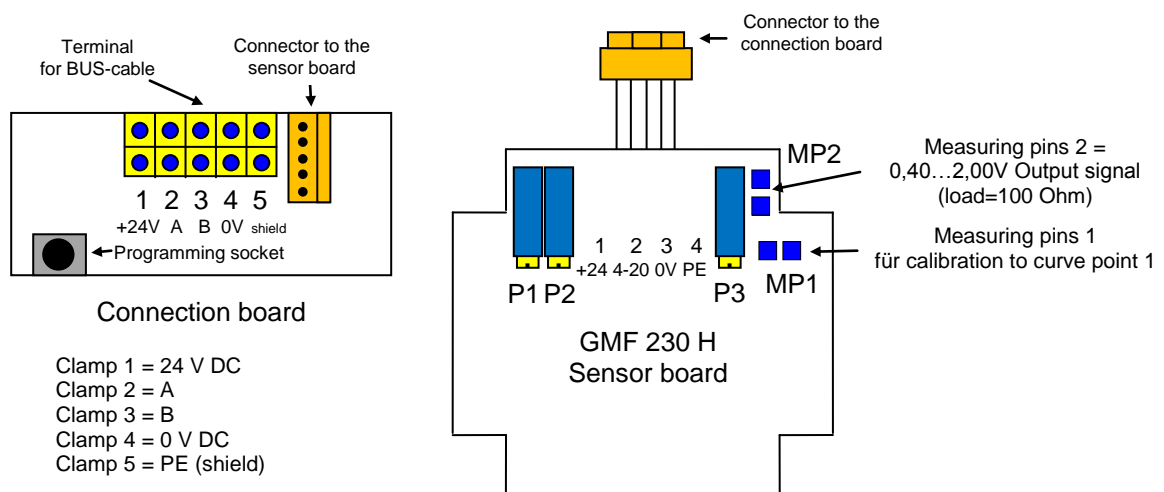 Terminal
for BUS-cable
Connector to the
sensor board
1 2 3 4 5
+24V A B 0V shield
Programming socket
Connection board
Clamp 1 = 24 V DC
Clamp 2 = A
Clamp 3 = B
Clamp 4 = 0 V DC
Clamp 5 = PE (shield)
Connector to the
connection board
MP2
Measuring pins 2 =
0,40…2,00V Output signal
(load=100 Ohm)
Measuring pins 1
für calibration to curve point 1
1 2 3 4
+24 4-20 0V PE
P1 P2 P3 MP1
GMF 230 H
Sensor board